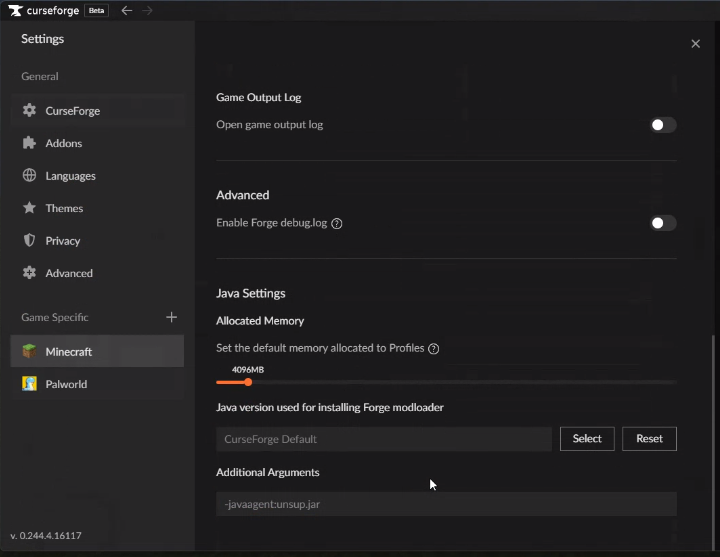 curseforge Beta
Settings
General
CurseForge
Addons
Languages
Themes
Privacy
Advanced
Game Specific
Minecraft
Palworld
v. 0.244.4.16117
Game Output Log
Open game output log
Advanced
Enable Forge debug.log
Java Settings
Allocated Memory
Set the default memory allocated to Profiles
4096MB
Java version used for installing Forge modloader
CurseForge Default Select Reset
Additional Arguments
-javaagent:unsup.jar